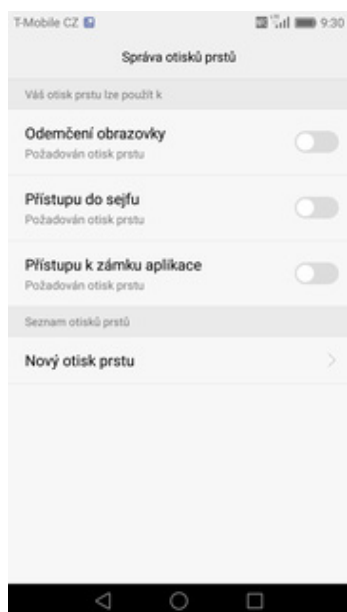 T-Mobile CZ 9:30
Správa otisků prstů
Váš otisk prstu lze použít k
Odemčení obrazovky
Požadován otisk prstu
Přístupu do sejfu
Požadován otisk prstu
Přístupu k zámku aplikace
Požadován otisk prstu
Seznam otisků prstů
Nový otisk prstu